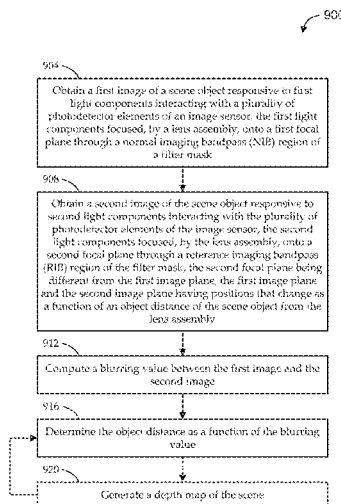 900
904
Obtain a first image of a scene object responsive to first
light components interacting with a plurality of
photodetector elements of an image sensor, the first light
components focused, by a lens assembly, onto a first focal
plane through a normal imaging bandpass (NIB) region of
a filter mask
908
Obtain a second image of the scene object responsive to
second light components interacting with the plurality of
photodetector elements of the image sensor, the second
light components focused, by the lens assembly, onto a
second focal plane through a reference imaging bandpass
(RIB) region of the filter mask, the second focal plane
being different from the first image plane, the first image plane
and the second image plane having positions that change as
a function of an object distance of the scene object from the
lens assembly
912
Compute a blurring value between the first image and the
second image
916
Determine the object distance as a function of the blurring
value
920
Generate a depth map of the scene